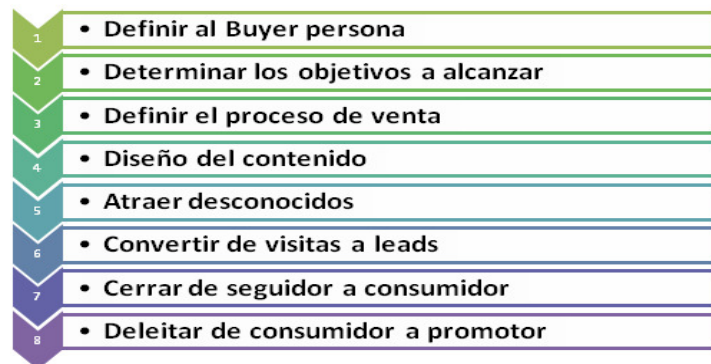 1 • Definir al Buyer persona
2 • Determinar los objetivos a alcanzar
3 • Definir el proceso de venta
4 • Diseño del contenido
5 • Atraer desconocidos
6 • Convertir de visitas a leads
7 • Cerrar de seguidor a consumidor
8 • Deleitar de consumidor a promotor